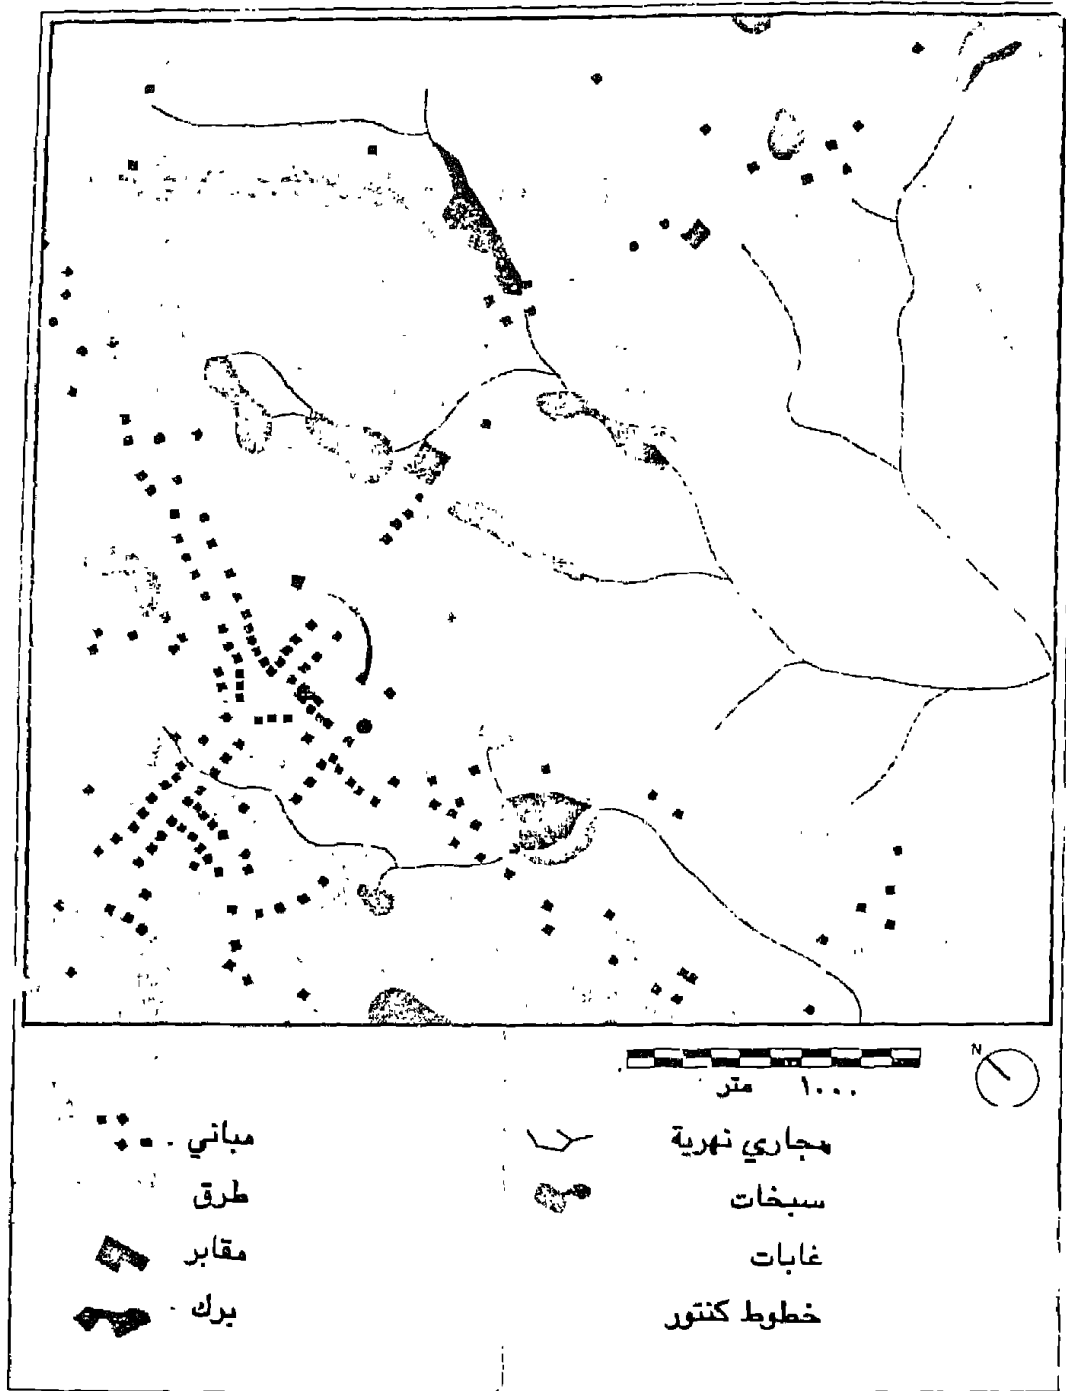 N
١٠٠٠ متر
مجاري نهرية
سبخات
غابات
خطوط كنتور
مباني
طرق
مقابر
برك